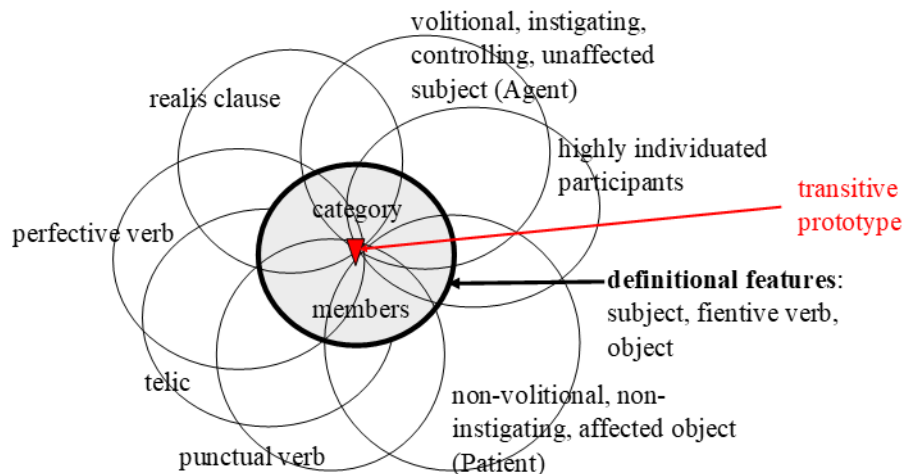 volitional, instigating,
controlling, unaffected
subject (Agent)
realis clause
highly individuated
participants
transitive
prototype
category
perfective verb
definitional features:
subject, fientive verb,
object
members
telic
non-volitional, non-
instigating, affected object
(Patient)
punctual verb